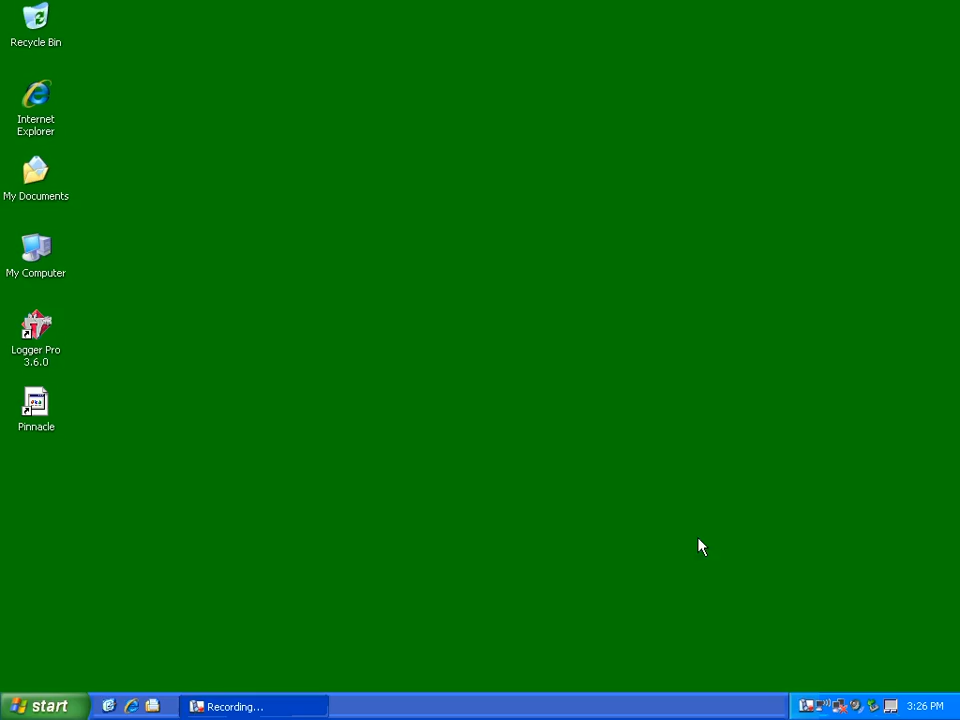 Recycle Bin
Internet
Explorer
My Documents
My Computer
Logger Pro
3.6.0
Pinnacle
start
Recording...
3:26 PM